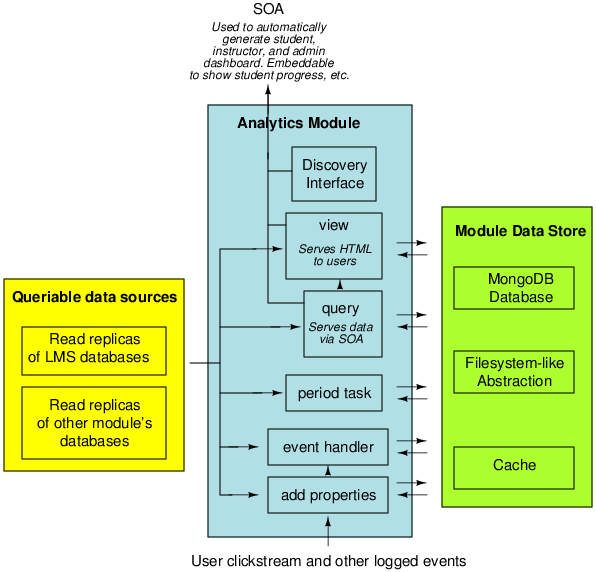 SOA
Used to automatically
generate student,
instructor, and admin
dashboard. Embeddable
to show student progress, etc.
Analytics Module
Discovery
Interface
view
Serves HTML
to users
query
Serves data
via SOA
period task
event handler
add properties
Queriable data sources
Read replicas
of LMS databases
Read replicas
of other module's
databases
Module Data Store
MongoDB
Database
Filesystem-like
Abstraction
Cache
User clickstream and other logged events